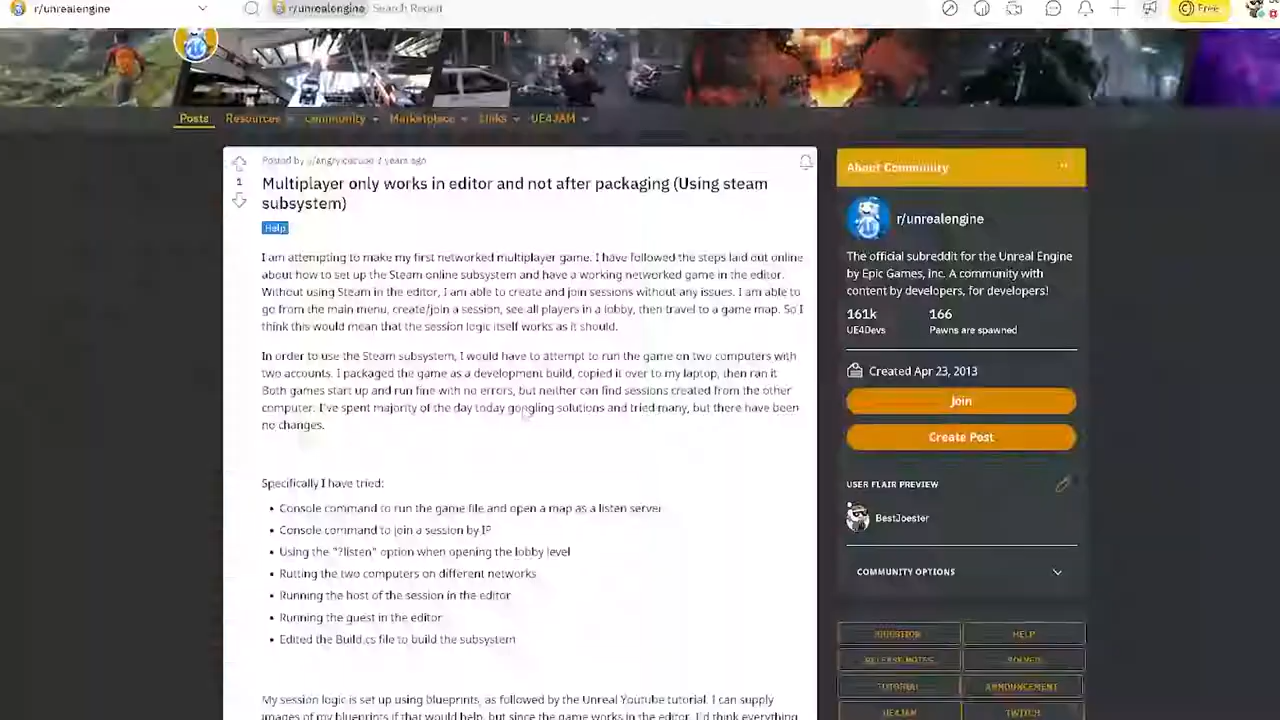 r/unrealengine
r/unrealengine Search Reddit
Free
Posts Resources Community Marketplace Links UE4JAM
Posted by 2 years ago
1
Multiplayer only works in editor and not after packaging (Using steam
subsystem)
Help
I am attempting to make my first networked multiplayer game. I have followed the steps laid out online
about how to set up the Steam online subsystem and have a working networked game in the editor.
Without using Steam in the editor, I am able to create and join sessions without any issues. I am able to
go from the main menu, create/join a session, see all players in a lobby, then travel to a game map. So I
think this would mean that the session logic itself works as it should.
In order to use the Steam subsystem, I would have to attempt to run the game on two computers with
two accounts. I packaged the game as a development build, copied it over to my laptop, then ran it
Both games start up and run fine with no errors, but neither can find sessions created from the other
computer. I've spent majority of the day today googling solutions and tried many, but there have been
no changes.
Specifically I have tried:
• Console command to run the game file and open a map as a listen server
• Console command to join a session by IP
• Using the "?listen" option when opening the lobby level
• Rutting the two computers on different networks
• Running the host of the session in the editor
• Running the guest in the editor
• Edited the Build.cs file to build the subsystem
My session logic is set up using blueprints, as followed by the Unreal Youtube tutorial. I can supply
images of my blueprints if that would help, but since the game works in the editor, I'd think everything
About Community
r/unrealengine
The official subreddit for the Unreal Engine
by Epic Games, Inc. A community with
content by developers, for developers!
161k 166
UE4Devs Pawns are spawned
Created Apr 23, 2013
Join
Create Post
USER FLAIR PREVIEW
BestJoester
COMMUNITY OPTIONS
QUESTION HELP
RELEASE NOTES SOLVED
TUTORIAL ANNOUNCEMENT
UE4JAM TWITCH